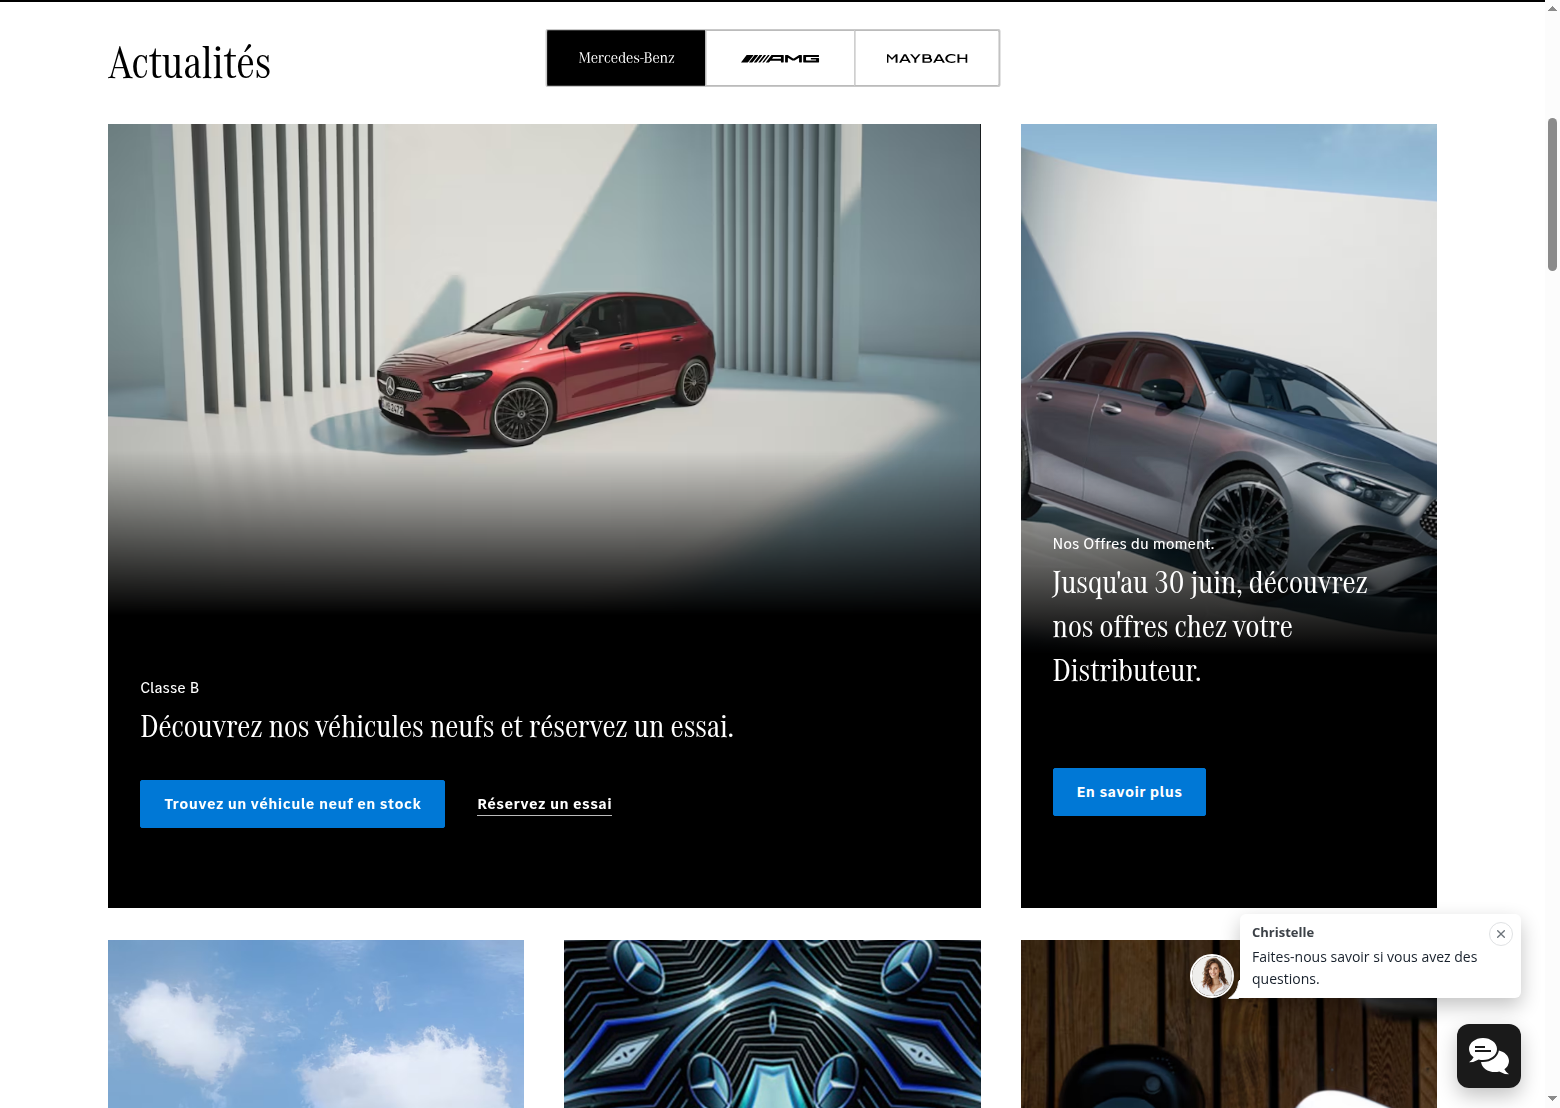 Actualités
Mercedes-Benz
AMG
MAYBACH
Classe B
Découvrez nos véhicules neufs et réservez un essai.
Trouvez un véhicule neuf en stock
Réservez un essai
Nos Offres du moment.
Jusqu'au 30 juin, découvrez
nos offres chez votre
Distributeur.
En savoir plus
Christelle
Faites-nous savoir si vous avez des
questions.